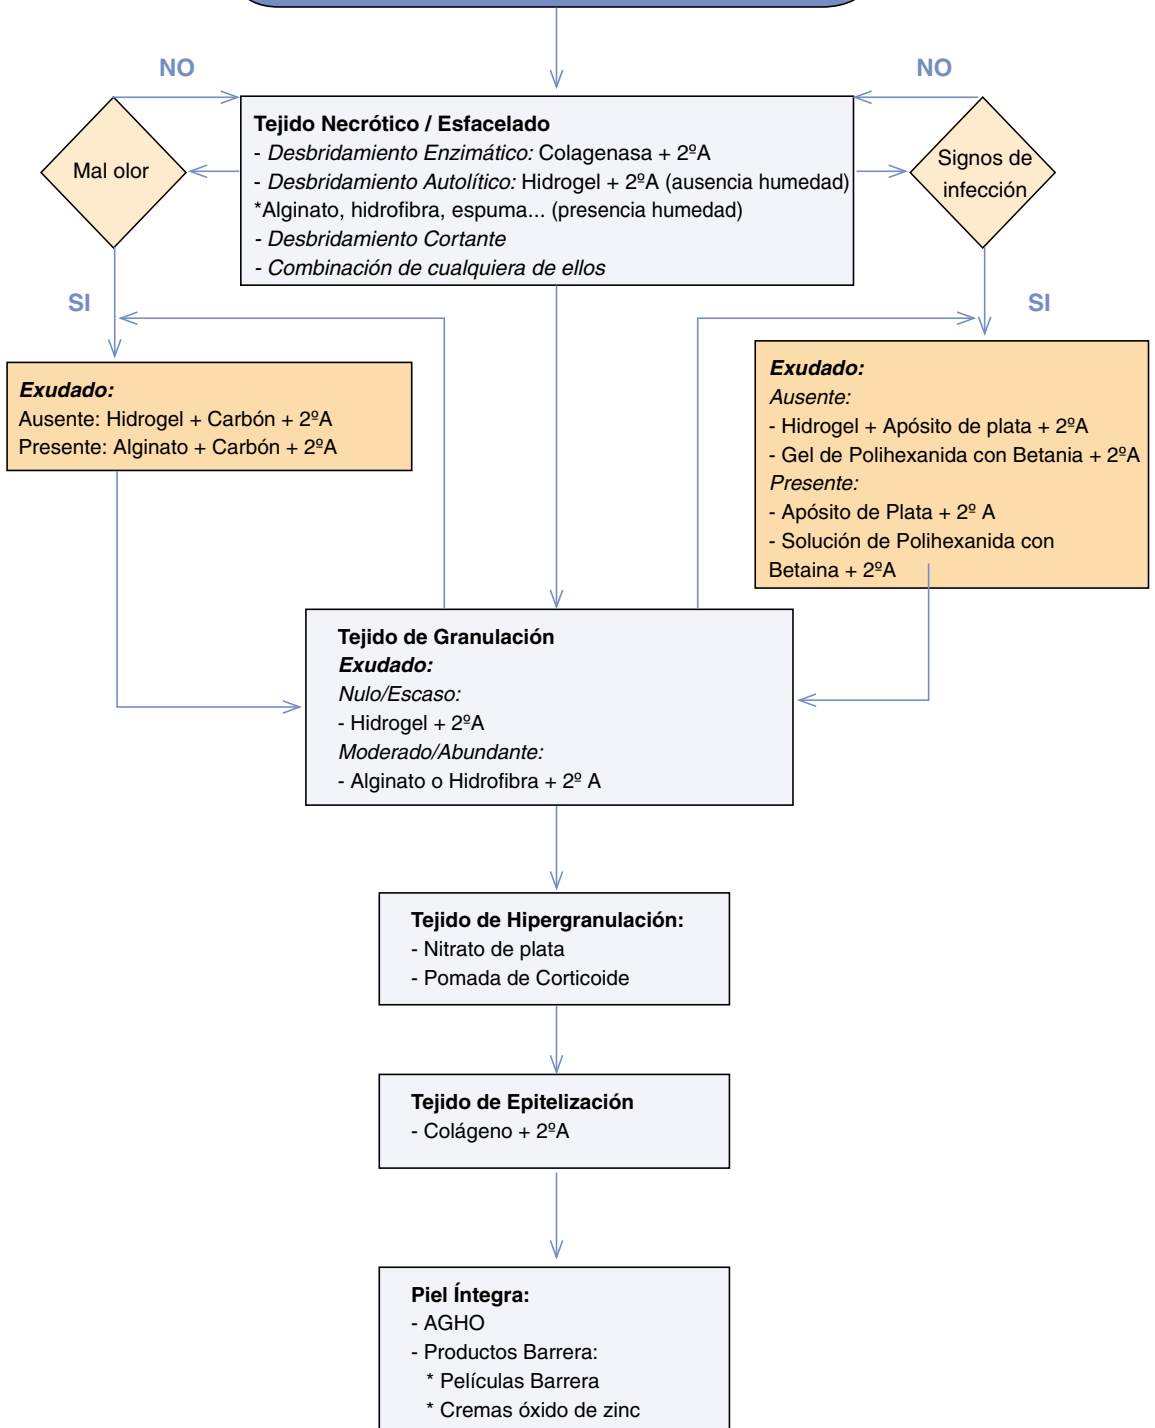 NO
NO
Tejido Necrótico / Esfacelado
- Desbridamiento Enzimático: Colagenasa + 2ºA
- Desbridamiento Autolítico: Hidrogel + 2ºA (ausencia humedad)
*Alginato, hidrofibra, espuma... (presencia humedad)
- Desbridamiento Cortante
- Combinación de cualquiera de ellos
Mal olor
Signos de
infección
SI
SI
Exudado:
Ausente: Hidrogel + Carbón + 2ºA
Presente: Alginato + Carbón + 2ºA
Exudado:
Ausente:
- Hidrogel + Apósito de plata + 2ºA
- Gel de Polihexanida con Betania + 2ºA
Presente:
- Apósito de Plata + 2º A
- Solución de Polihexanida con
Betaina + 2ºA
Tejido de Granulación
Exudado:
Nulo/Escaso:
- Hidrogel + 2ºA
Moderado/Abundante:
- Alginato o Hidrofibra + 2º A
Tejido de Hipergranulación:
- Nitrato de plata
- Pomada de Corticoide
Tejido de Epitelización
- Colágeno + 2ºA
Piel Íntegra:
- AGHO
- Productos Barrera:
* Películas Barrera
* Cremas óxido de zinc